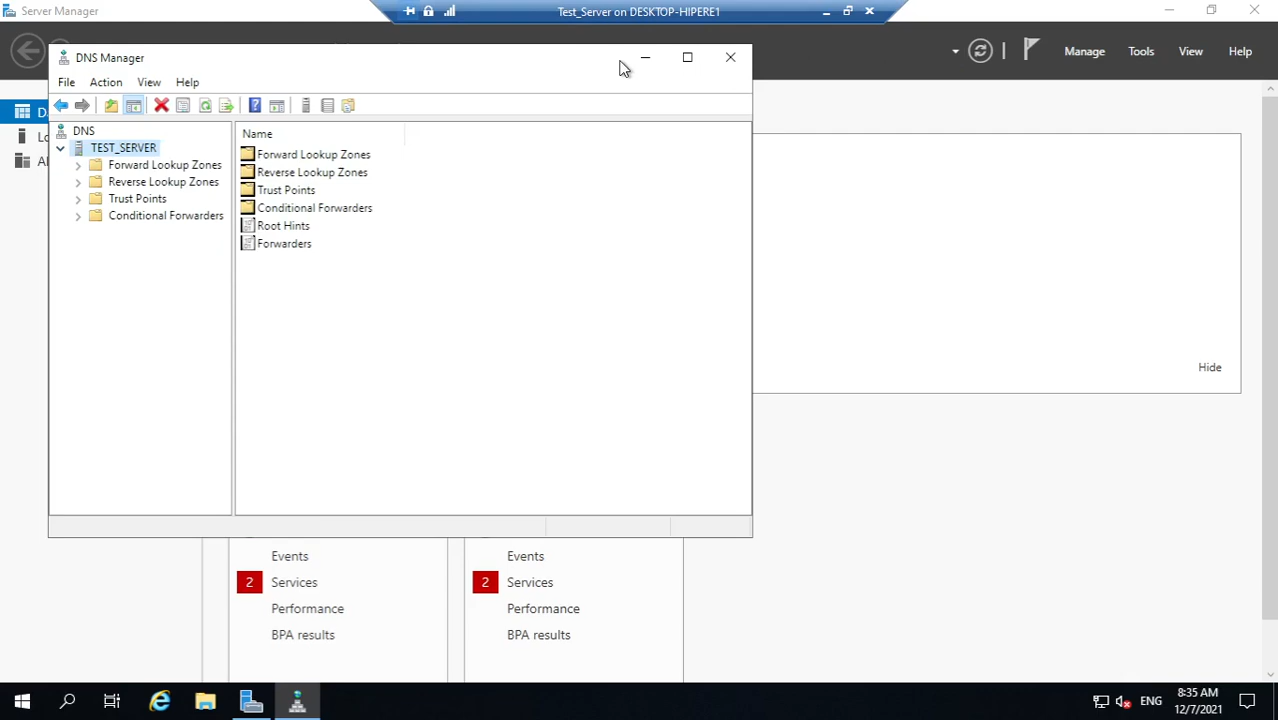 Server Manager
Test_Server on DESKTOP-HIPERE1
Manage Tools View Help
DNS Manager
File Action View Help
DNS
TEST_SERVER
Forward Lookup Zones
Reverse Lookup Zones
Trust Points
Conditional Forwarders
Name
Forward Lookup Zones
Reverse Lookup Zones
Trust Points
Conditional Forwarders
Root Hints
Forwarders
D
Lo
Al
Hide
Events
2 Services
Performance
BPA results
Events
2 Services
Performance
BPA results
ENG
8:35 AM
12/7/2021